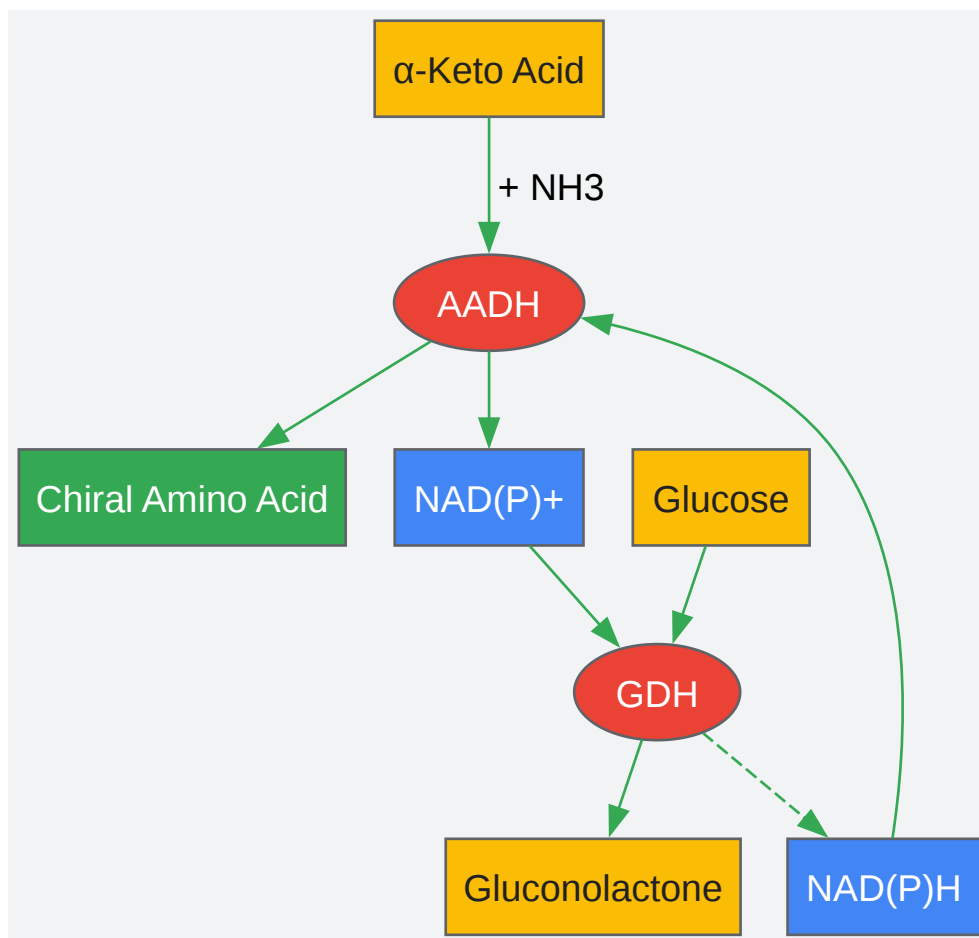 α-Keto Acid
+ NH3
AADH
Chiral Amino Acid
NAD(P)+
Glucose
GDH
Gluconolactone
NAD(P)H